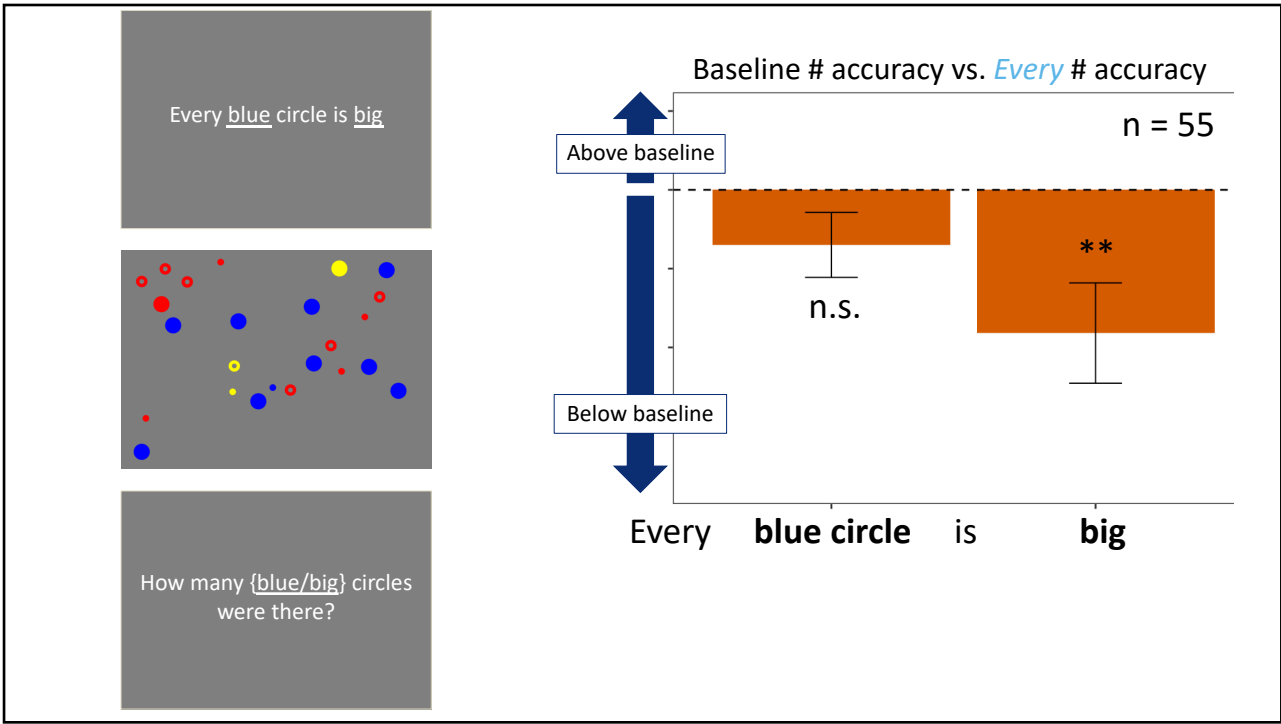 Every blue circle is big
How many {blue/big} circles
were there?
Baseline # accuracy vs. Every # accuracy
n = 55
Above baseline
Below baseline
n.s.
**
Every blue circle is big